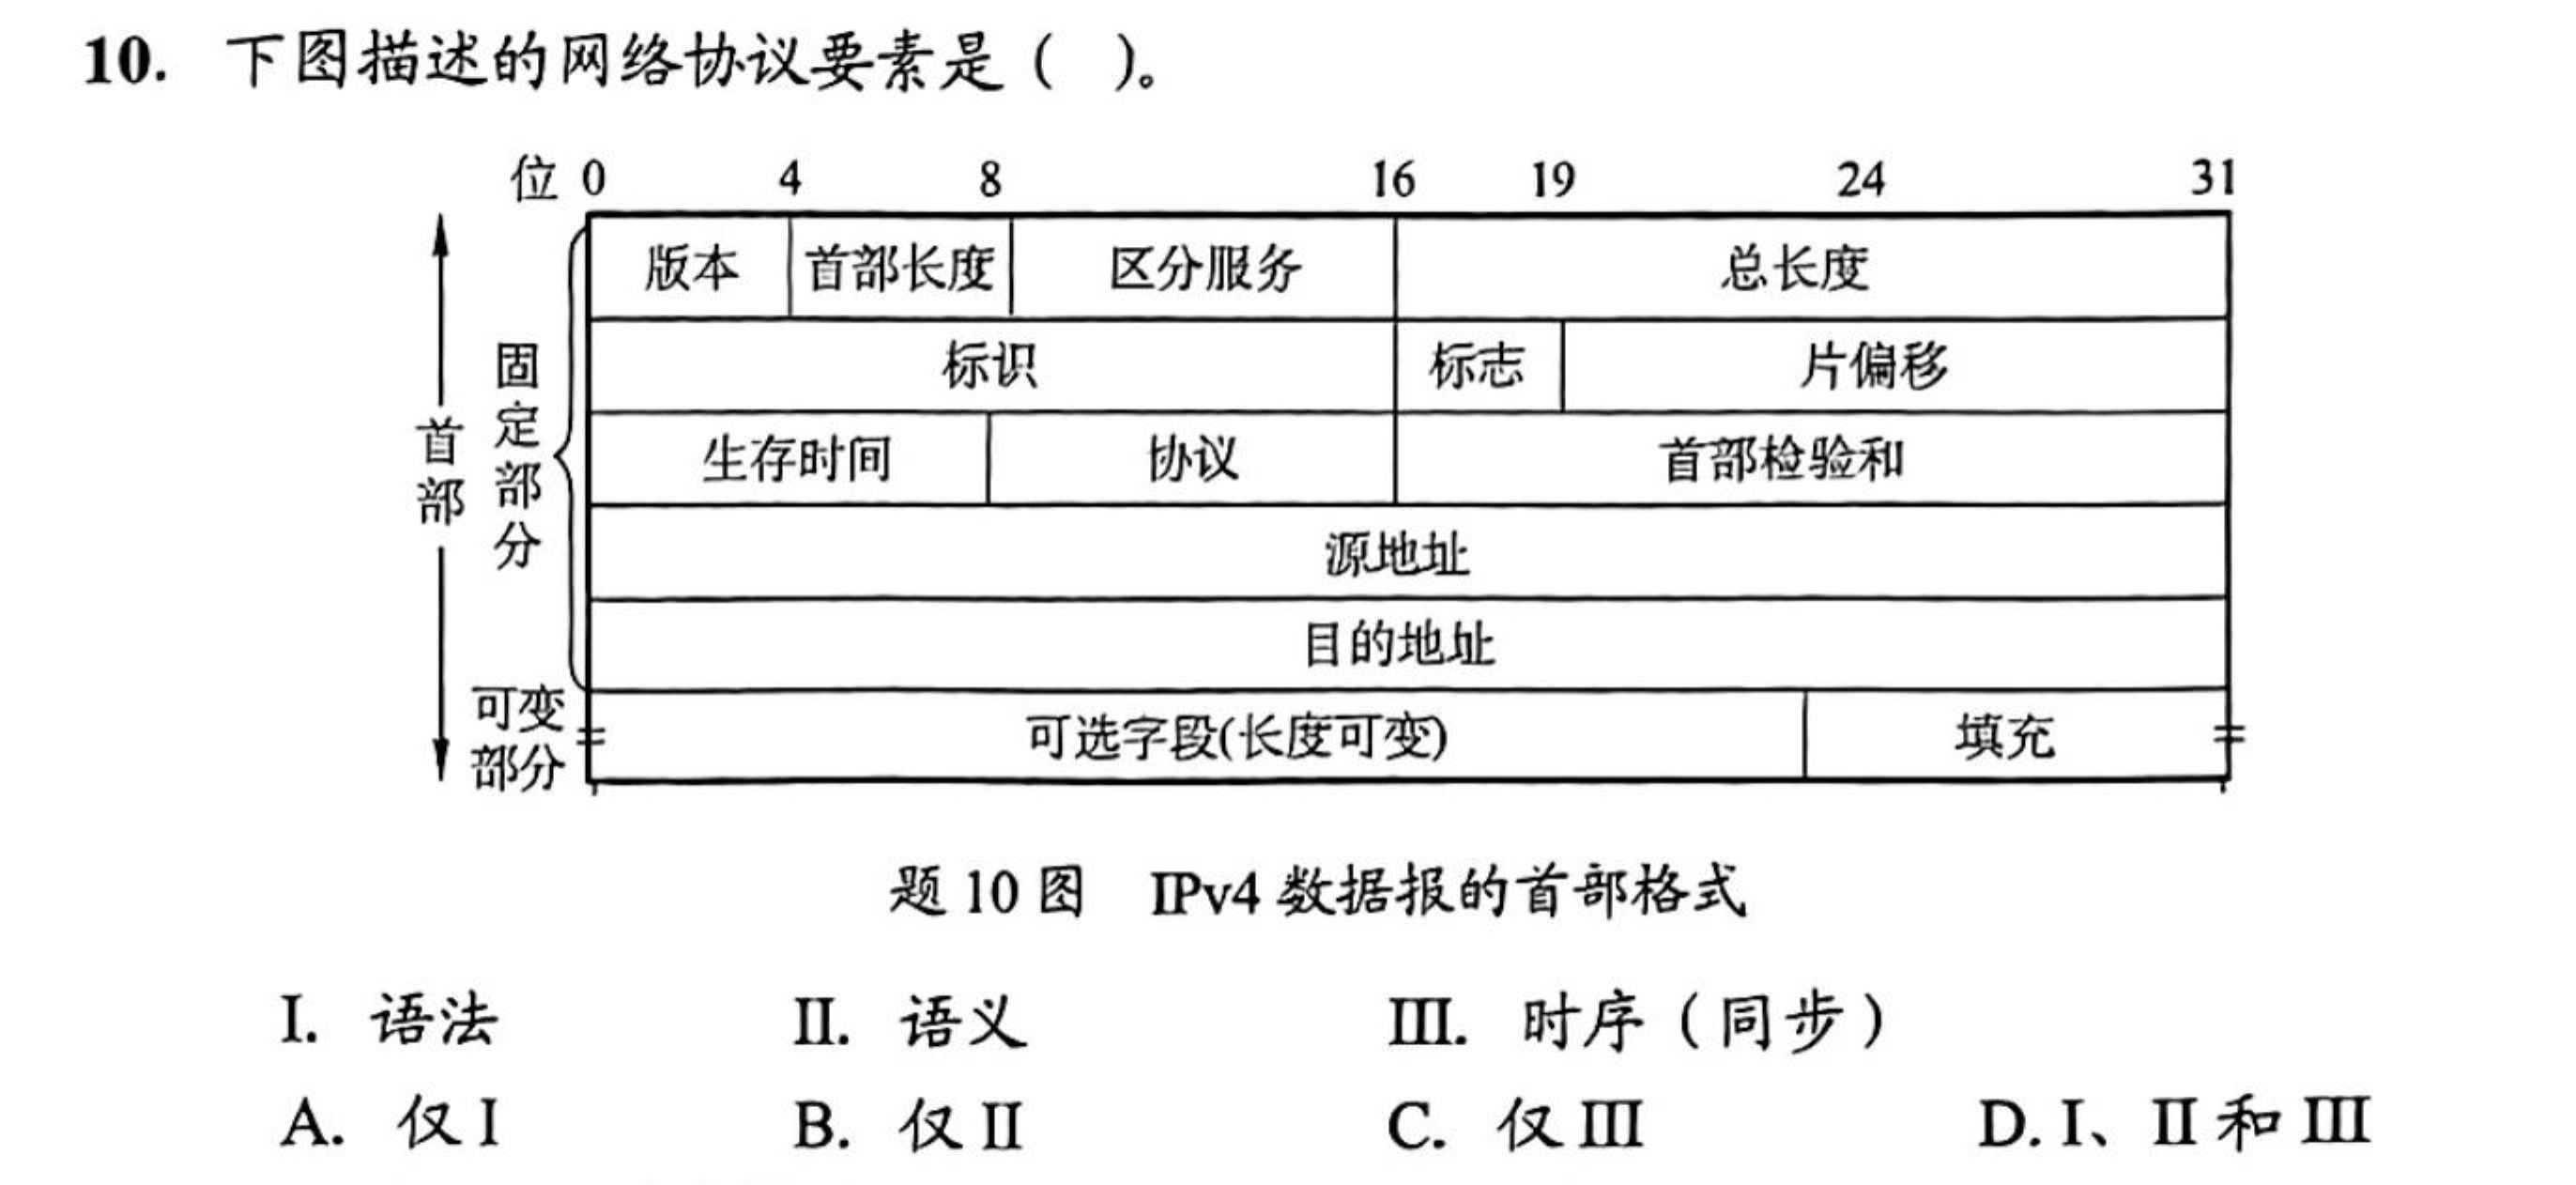 10. 下图描述的网络协议要素是（ ）。
位 0 4 8 16 19 24 31
版本 首部长度 区分服务 总长度
标识 标志 片偏移
生存时间 协议 首部检验和
源地址
目的地址
可选字段(长度可变) 填充
首部
固定部分
可变部分
题 10 图 IPv4 数据报的首部格式
I. 语法 II. 语义 III. 时序（同步）
A. 仅 I B. 仅 II C. 仅 III D. I、II 和 III